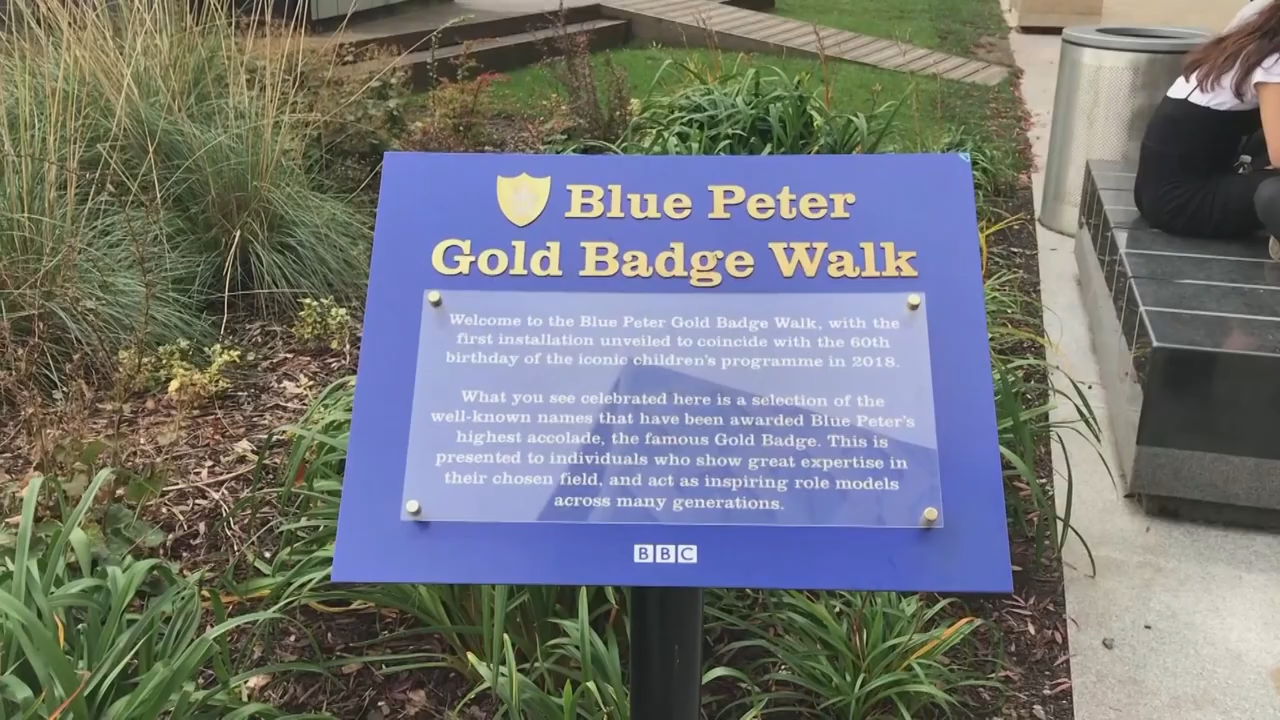 Blue Peter
Gold Badge Walk
Welcome to the Blue Peter Gold Badge Walk, with the
first installation unveiled to coincide with the 60th
birthday of the iconic children's programme in 2018.
What you see celebrated here is a selection of the
well-known names that have been awarded Blue Peter's
highest accolade, the famous Gold Badge. This is
presented to individuals who show great expertise in
their chosen field, and act as inspiring role models
across many generations.
BBC